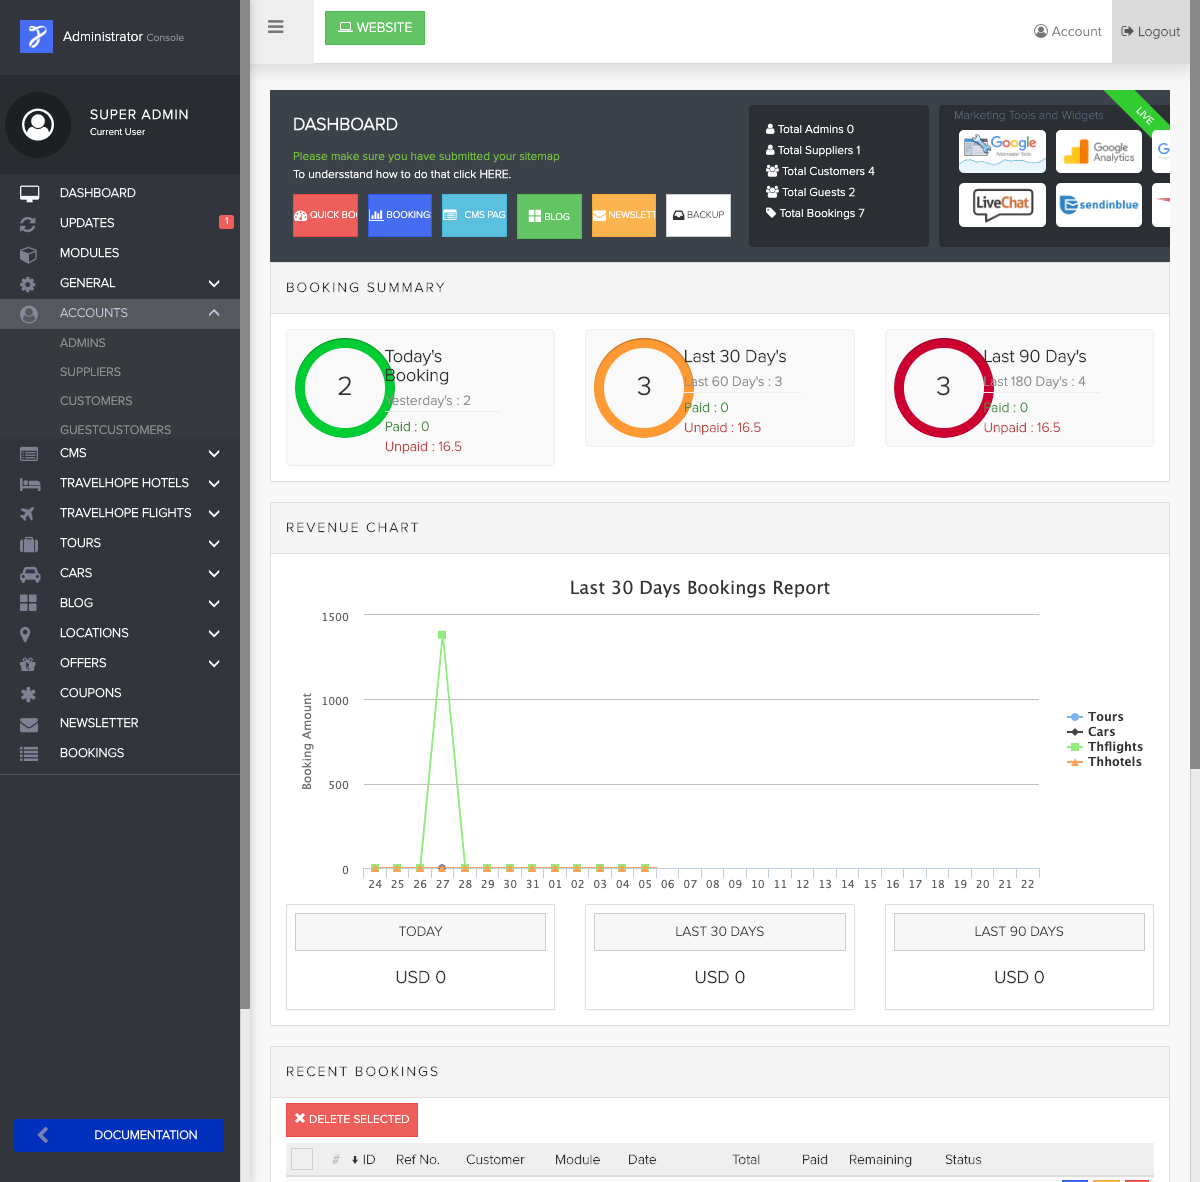 Administrator Console
WEBSITE
Account
Logout
SUPER ADMIN
Current User
DASHBOARD
UPDATES
1
MODULES
GENERAL
ACCOUNTS
ADMINS
SUPPLIERS
CUSTOMERS
GUESTCUSTOMERS
CMS
TRAVELHOPE HOTELS
TRAVELHOPE FLIGHTS
TOURS
CARS
BLOG
LOCATIONS
OFFERS
COUPONS
NEWSLETTER
BOOKINGS
DOCUMENTATION
DASHBOARD
Please make sure you have submitted your sitemap
To undersstand how to do that click HERE.
QUICK BOO
BOOKINGS
CMS PAG
BLOG
NEWSLETT
BACKUP
Total Admins 0
Total Suppliers 1
Total Customers 4
Total Guests 2
Total Bookings 7
Marketing Tools and Widgets
LIVE
Google
Webmaster Tools
Google
Analytics
G
LiveChat
sendinblue
BOOKING SUMMARY
2
Today's
Booking
Yesterday's : 2
Paid : 0
Unpaid : 16.5
3
Last 30 Day's
Last 60 Day's : 3
Paid : 0
Unpaid : 16.5
3
Last 90 Day's
Last 180 Day's : 4
Paid : 0
Unpaid : 16.5
REVENUE CHART
Last 30 Days Bookings Report
Booking Amount
1500
1000
500
0
24 25 26 27 28 29 30 31 01 02 03 04 05 06 07 08 09 10 11 12 13 14 15 16 17 18 19 20 21 22
Tours
Cars
Thflights
Thhotels
TODAY
USD 0
LAST 30 DAYS
USD 0
LAST 90 DAYS
USD 0
RECENT BOOKINGS
DELETE SELECTED
# ID Ref No. Customer Module Date Total Paid Remaining Status